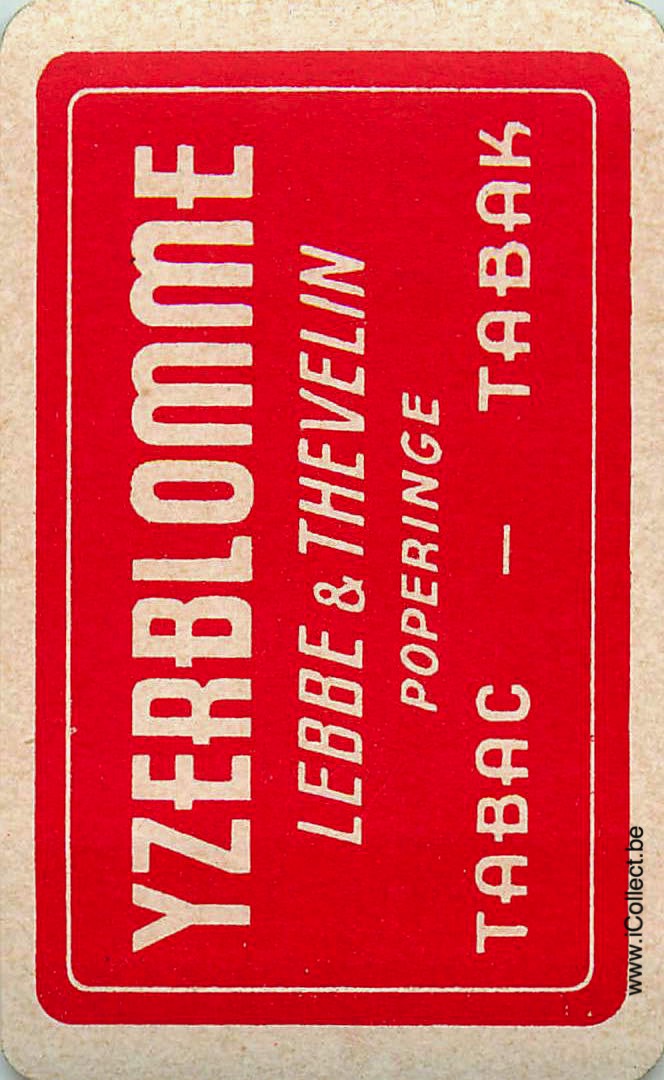 YZERBLOMME
LEBBE & THEVELIN
POPERINGE
TABAC – TABAK
www.iCollect.be